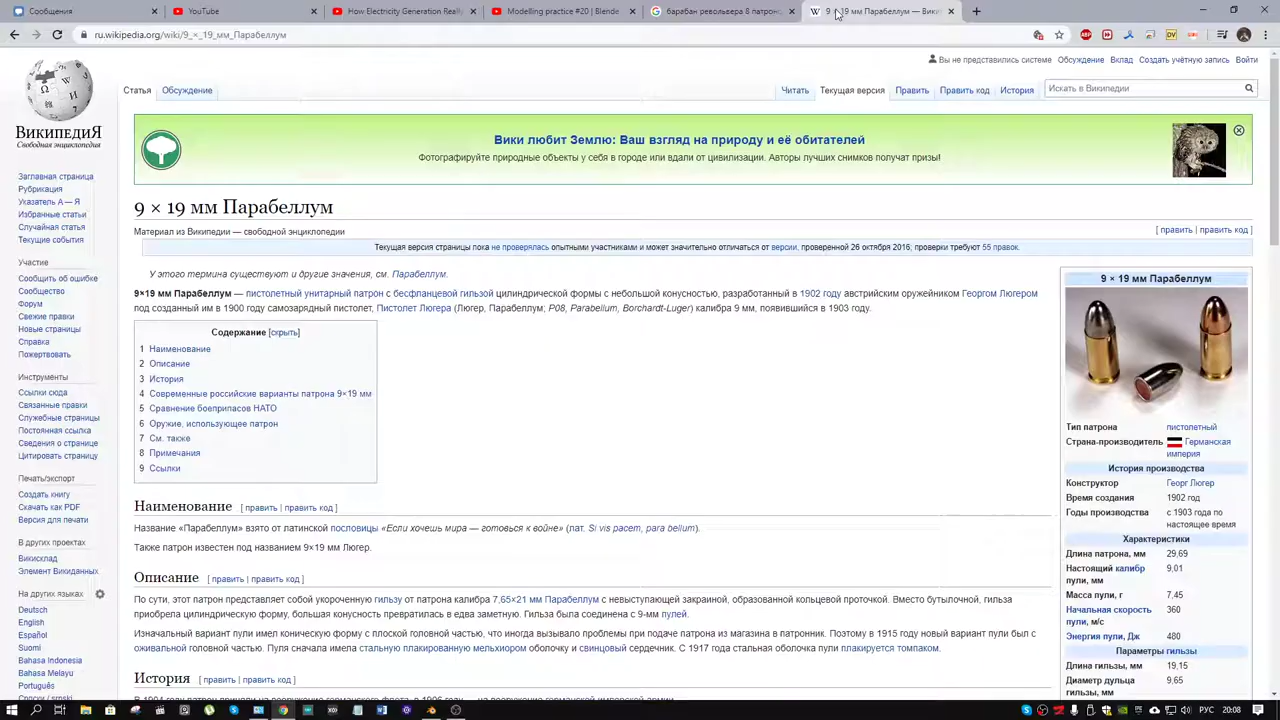 Сообщения
YouTube
How Electricity Generation Reall
Modelling practice #20 | Blende
барабан револьвера 8 патронс
9 × 19 мм Парабеллум — Вики
ru.wikipedia.org/wiki/9_×_19_мм_Парабеллум
Вы не представились системе Обсуждение Вклад Создать учётную запись Войти
Статья Обсуждение Читать Текущая версия Править Править код История Искать в Википедии
ВИКИПЕДИЯ
Свободная энциклопедия
Заглавная страница
Рубрикация
Указатель А — Я
Избранные статьи
Случайная статья
Текущие события
Участие
Сообщить об ошибке
Сообщество
Форум
Свежие правки
Новые страницы
Справка
Пожертвовать
Инструменты
Ссылки сюда
Связанные правки
Служебные страницы
Постоянная ссылка
Сведения о странице
Цитировать страницу
Печать/экспорт
Создать книгу
Скачать как PDF
Версия для печати
В других проектах
Викисклад
Элемент Викиданных
На других языках
Deutsch
English
Español
Suomi
Bahasa Indonesia
Bahasa Melayu
Português
Српски / srpski
Вики любит Землю: Ваш взгляд на природу и её обитателей
Фотографируйте природные объекты у себя в городе или вдали от цивилизации. Авторы лучших снимков получат призы!
9 × 19 мм Парабеллум
Материал из Википедии — свободной энциклопедии [ править | править код ]
Текущая версия страницы пока не проверялась опытными участниками и может значительно отличаться от версии, проверенной 26 октября 2016; проверки требуют 55 правок.
У этого термина существуют и другие значения, см. Парабеллум.
9×19 мм Парабеллум — пистолетный унитарный патрон с бесфланцевой гильзой цилиндрической формы с небольшой конусностью, разработанный в 1902 году австрийским оружейником Георгом Люгером
под созданный им в 1900 году самозарядный пистолет, Пистолет Люгера (Люгер, Парабеллум; P08, Parabellum, Borchardt-Luger) калибра 9 мм, появившийся в 1903 году.
Содержание [скрыть]
1 Наименование
2 Описание
3 История
4 Современные российские варианты патрона 9×19 мм
5 Сравнение боеприпасов НАТО
6 Оружие, использующее патрон
7 См. также
8 Примечания
9 Ссылки
Наименование [ править | править код ]
Название «Парабеллум» взято от латинской пословицы «Если хочешь мира — готовься к войне» (лат. Si vis pacem, para bellum).
Также патрон известен под названием 9×19 мм Люгер.
Описание [ править | править код ]
По сути, этот патрон представляет собой укороченную гильзу от патрона калибра 7,65×21 мм Парабеллум с невыступающей закраиной, образованной кольцевой проточкой. Вместо бутылочной, гильза
приобрела цилиндрическую форму, большая конусность превратилась в едва заметную. Гильза была соединена с 9-мм пулей.
Изначальный вариант пули имел коническую форму с плоской головной частью, что иногда вызывало проблемы при подаче патрона из магазина в патронник. Поэтому в 1915 году новый вариант пули был с
оживальной головной частью. Пуля сначала имела стальную плакированную мельхиором оболочку и свинцовый сердечник. С 1917 года стальная оболочка пули плакируется томпаком.
История [ править | править код ]
9 × 19 мм Парабеллум
Тип патрона пистолетный
Страна-производитель Германская
империя
История производства
Конструктор Георг Люгер
Время создания 1902 год
Годы производства с 1903 года по
настоящее время
Характеристики
Длина патрона, мм 29,69
Настоящий калибр
пули, мм 9,01
Масса пули, г 7,45
Начальная скорость
пули, м/с 360
Энергия пули, Дж 480
Параметры гильзы
Длина гильзы, мм 19,15
Диаметр дульца
гильзы, мм 9,65
РУС 20:08